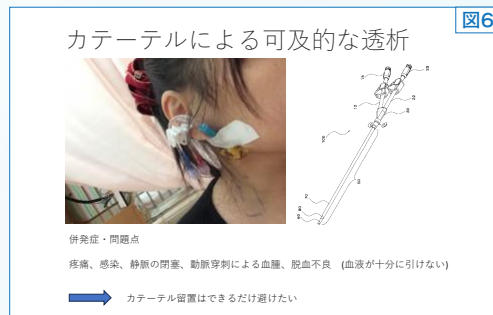 図6
カテーテルによる可及的な透析
併発症・問題点
疼痛、感染、静脈の閉塞、動脈穿刺による血腫、脱血不良 (血液が十分に引けない)
カテーテル留置はできるだけ避けたい